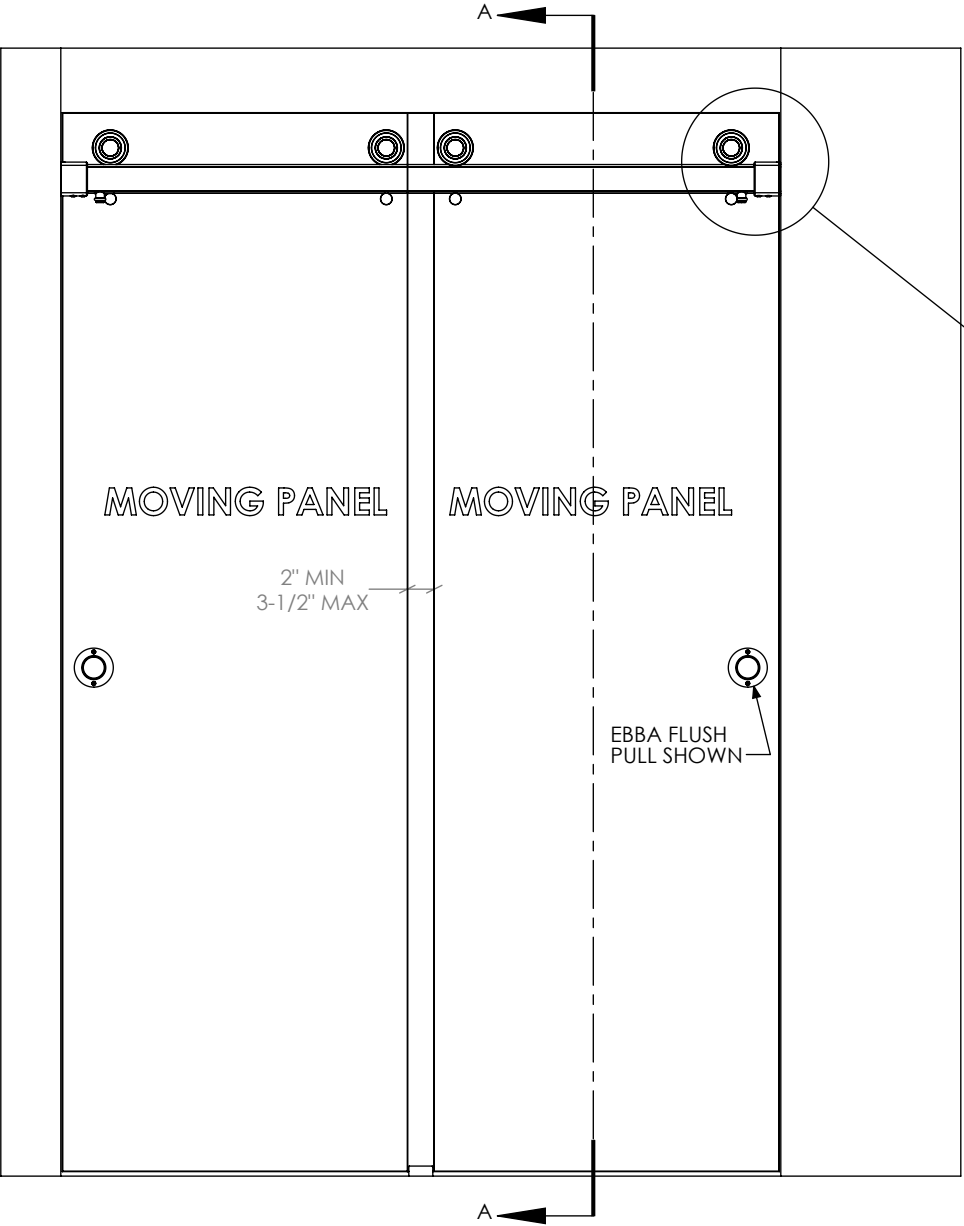 A
MOVING PANEL
MOVING PANEL
2" MIN
3-1/2" MAX
EBBA FLUSH
PULL SHOWN
A